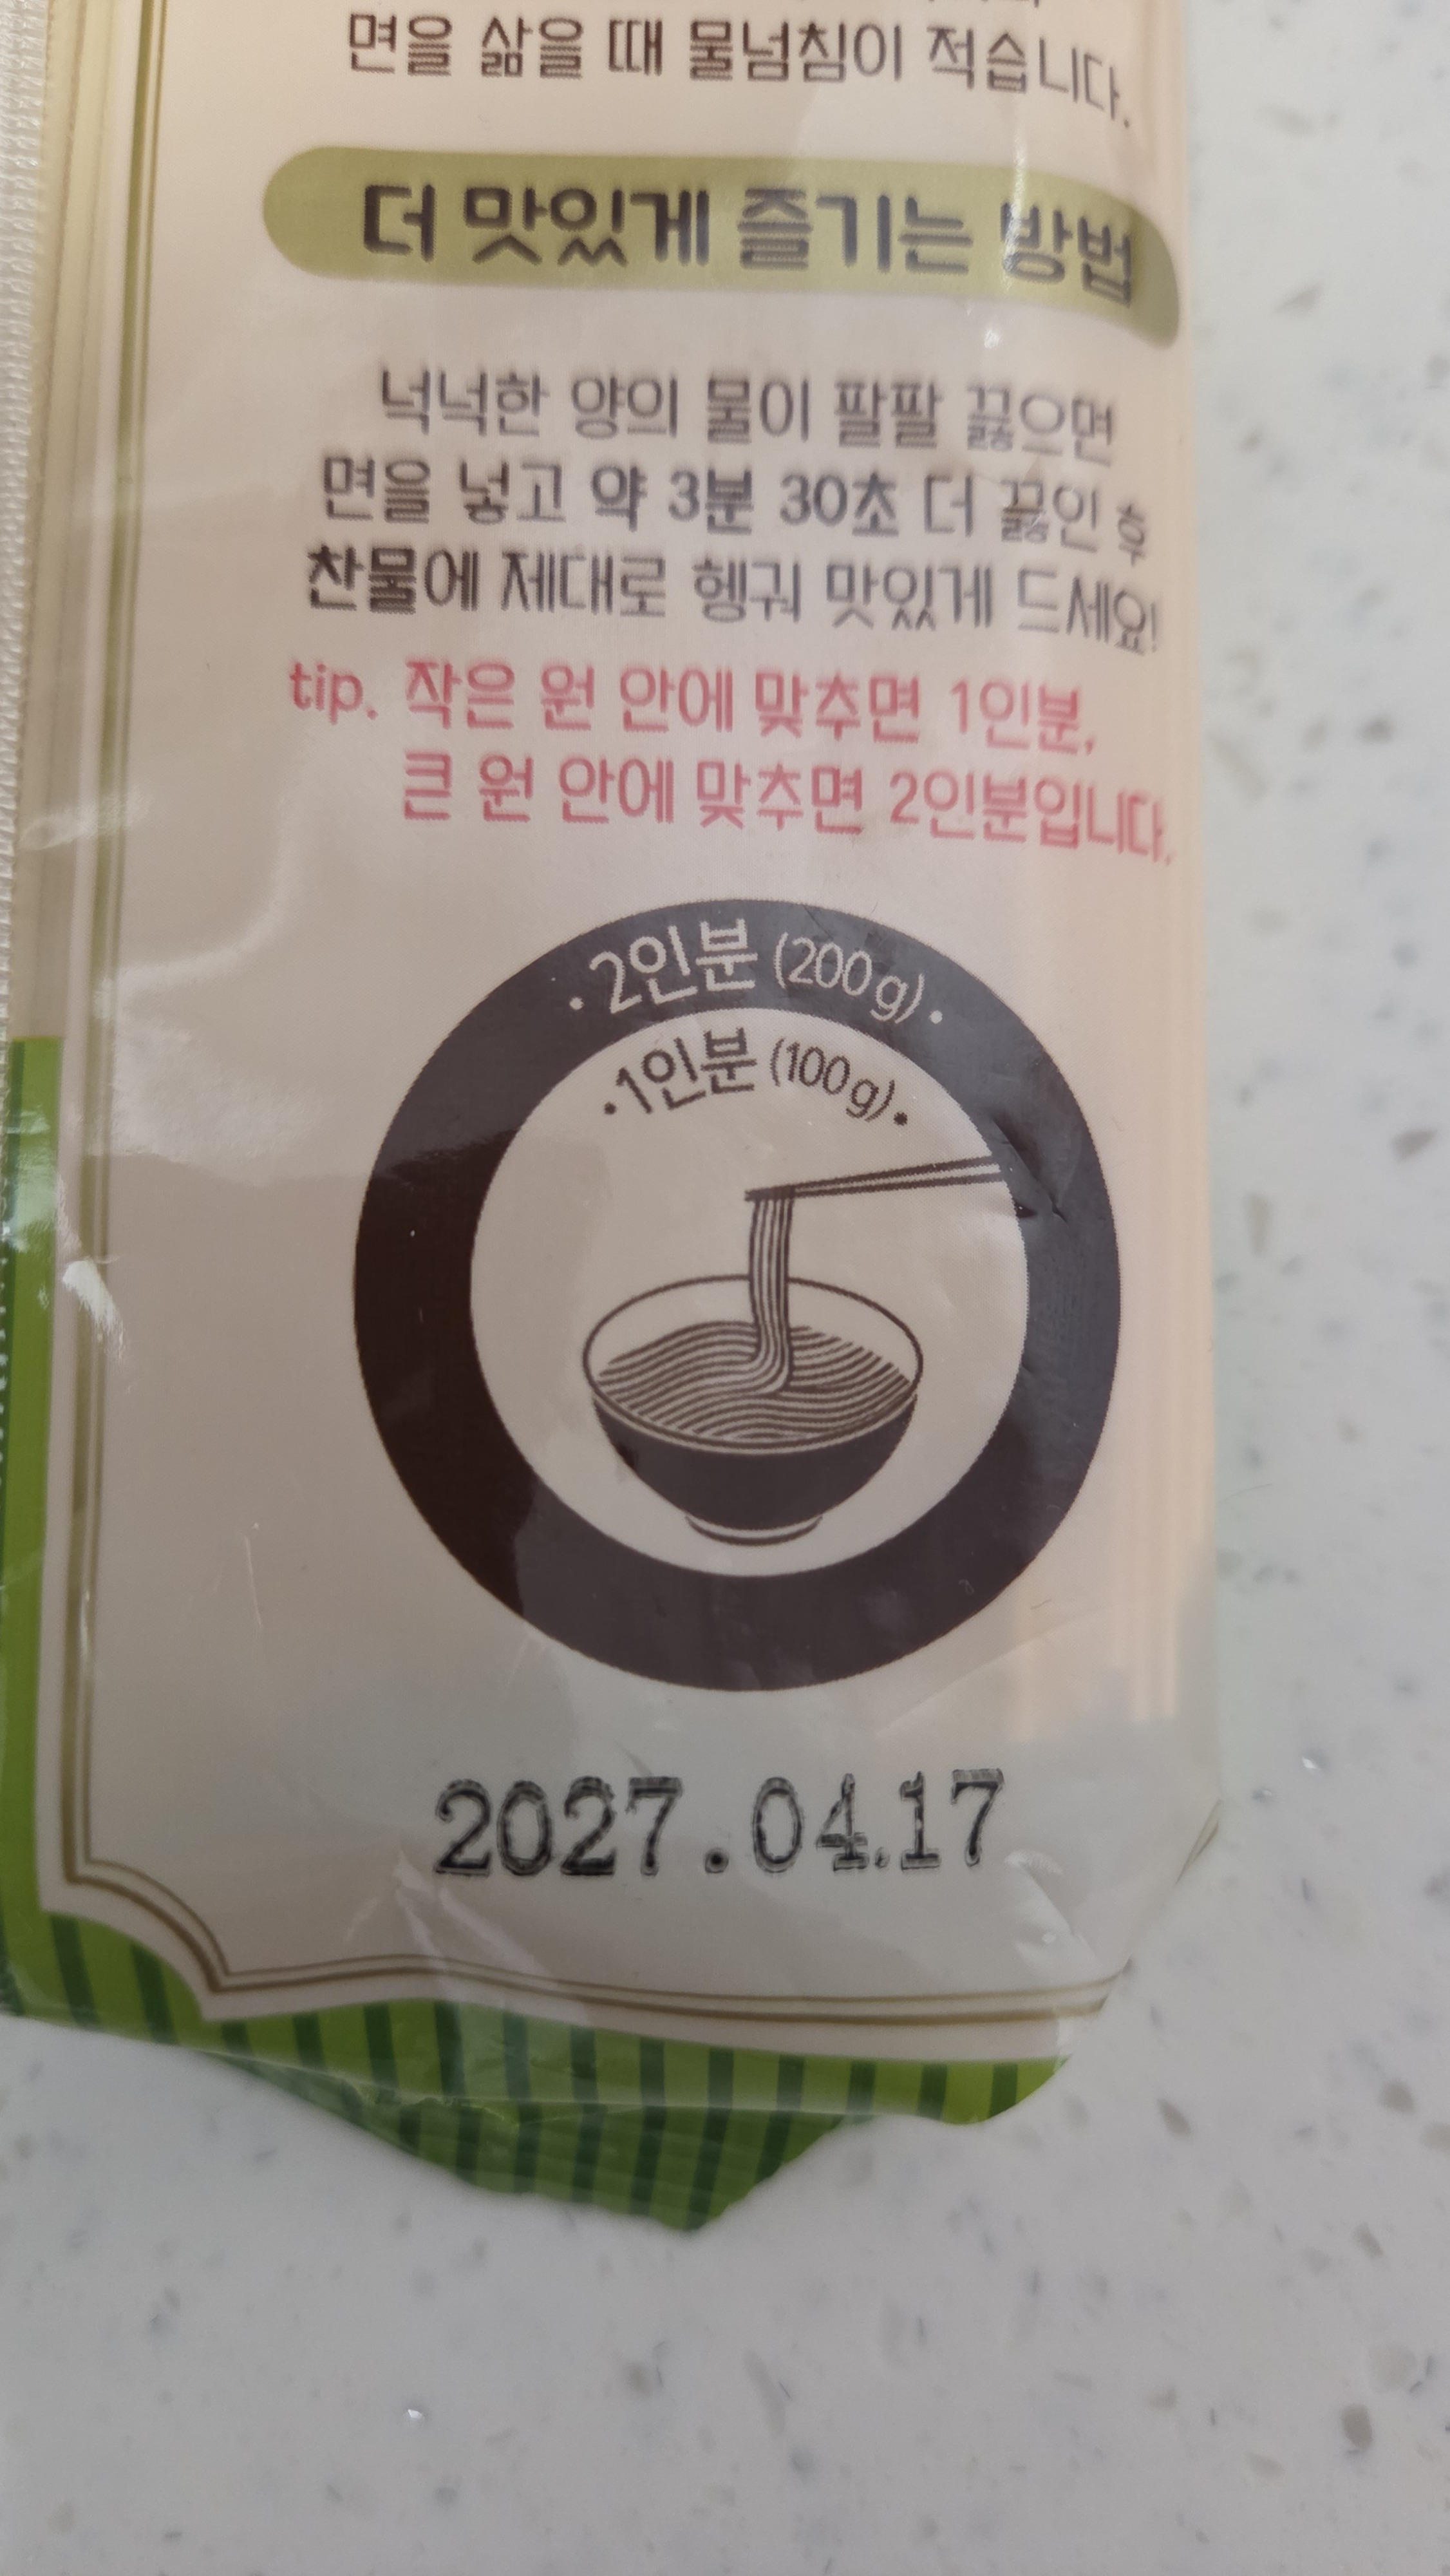 면을 삶을 때 물넘침이 적습니다.
더 맛있게 즐기는 방법
넉넉한 양의 물이 팔팔 끓으면
면을 넣고 약 3분 30초 더 끓인 후
찬물에 제대로 헹궈 맛있게 드세요!
tip. 작은 원 안에 맞추면 1인분,
큰 원 안에 맞추면 2인분입니다.
· 2인분 (200g) ·
· 1인분 (100g) ·
2027.04.17